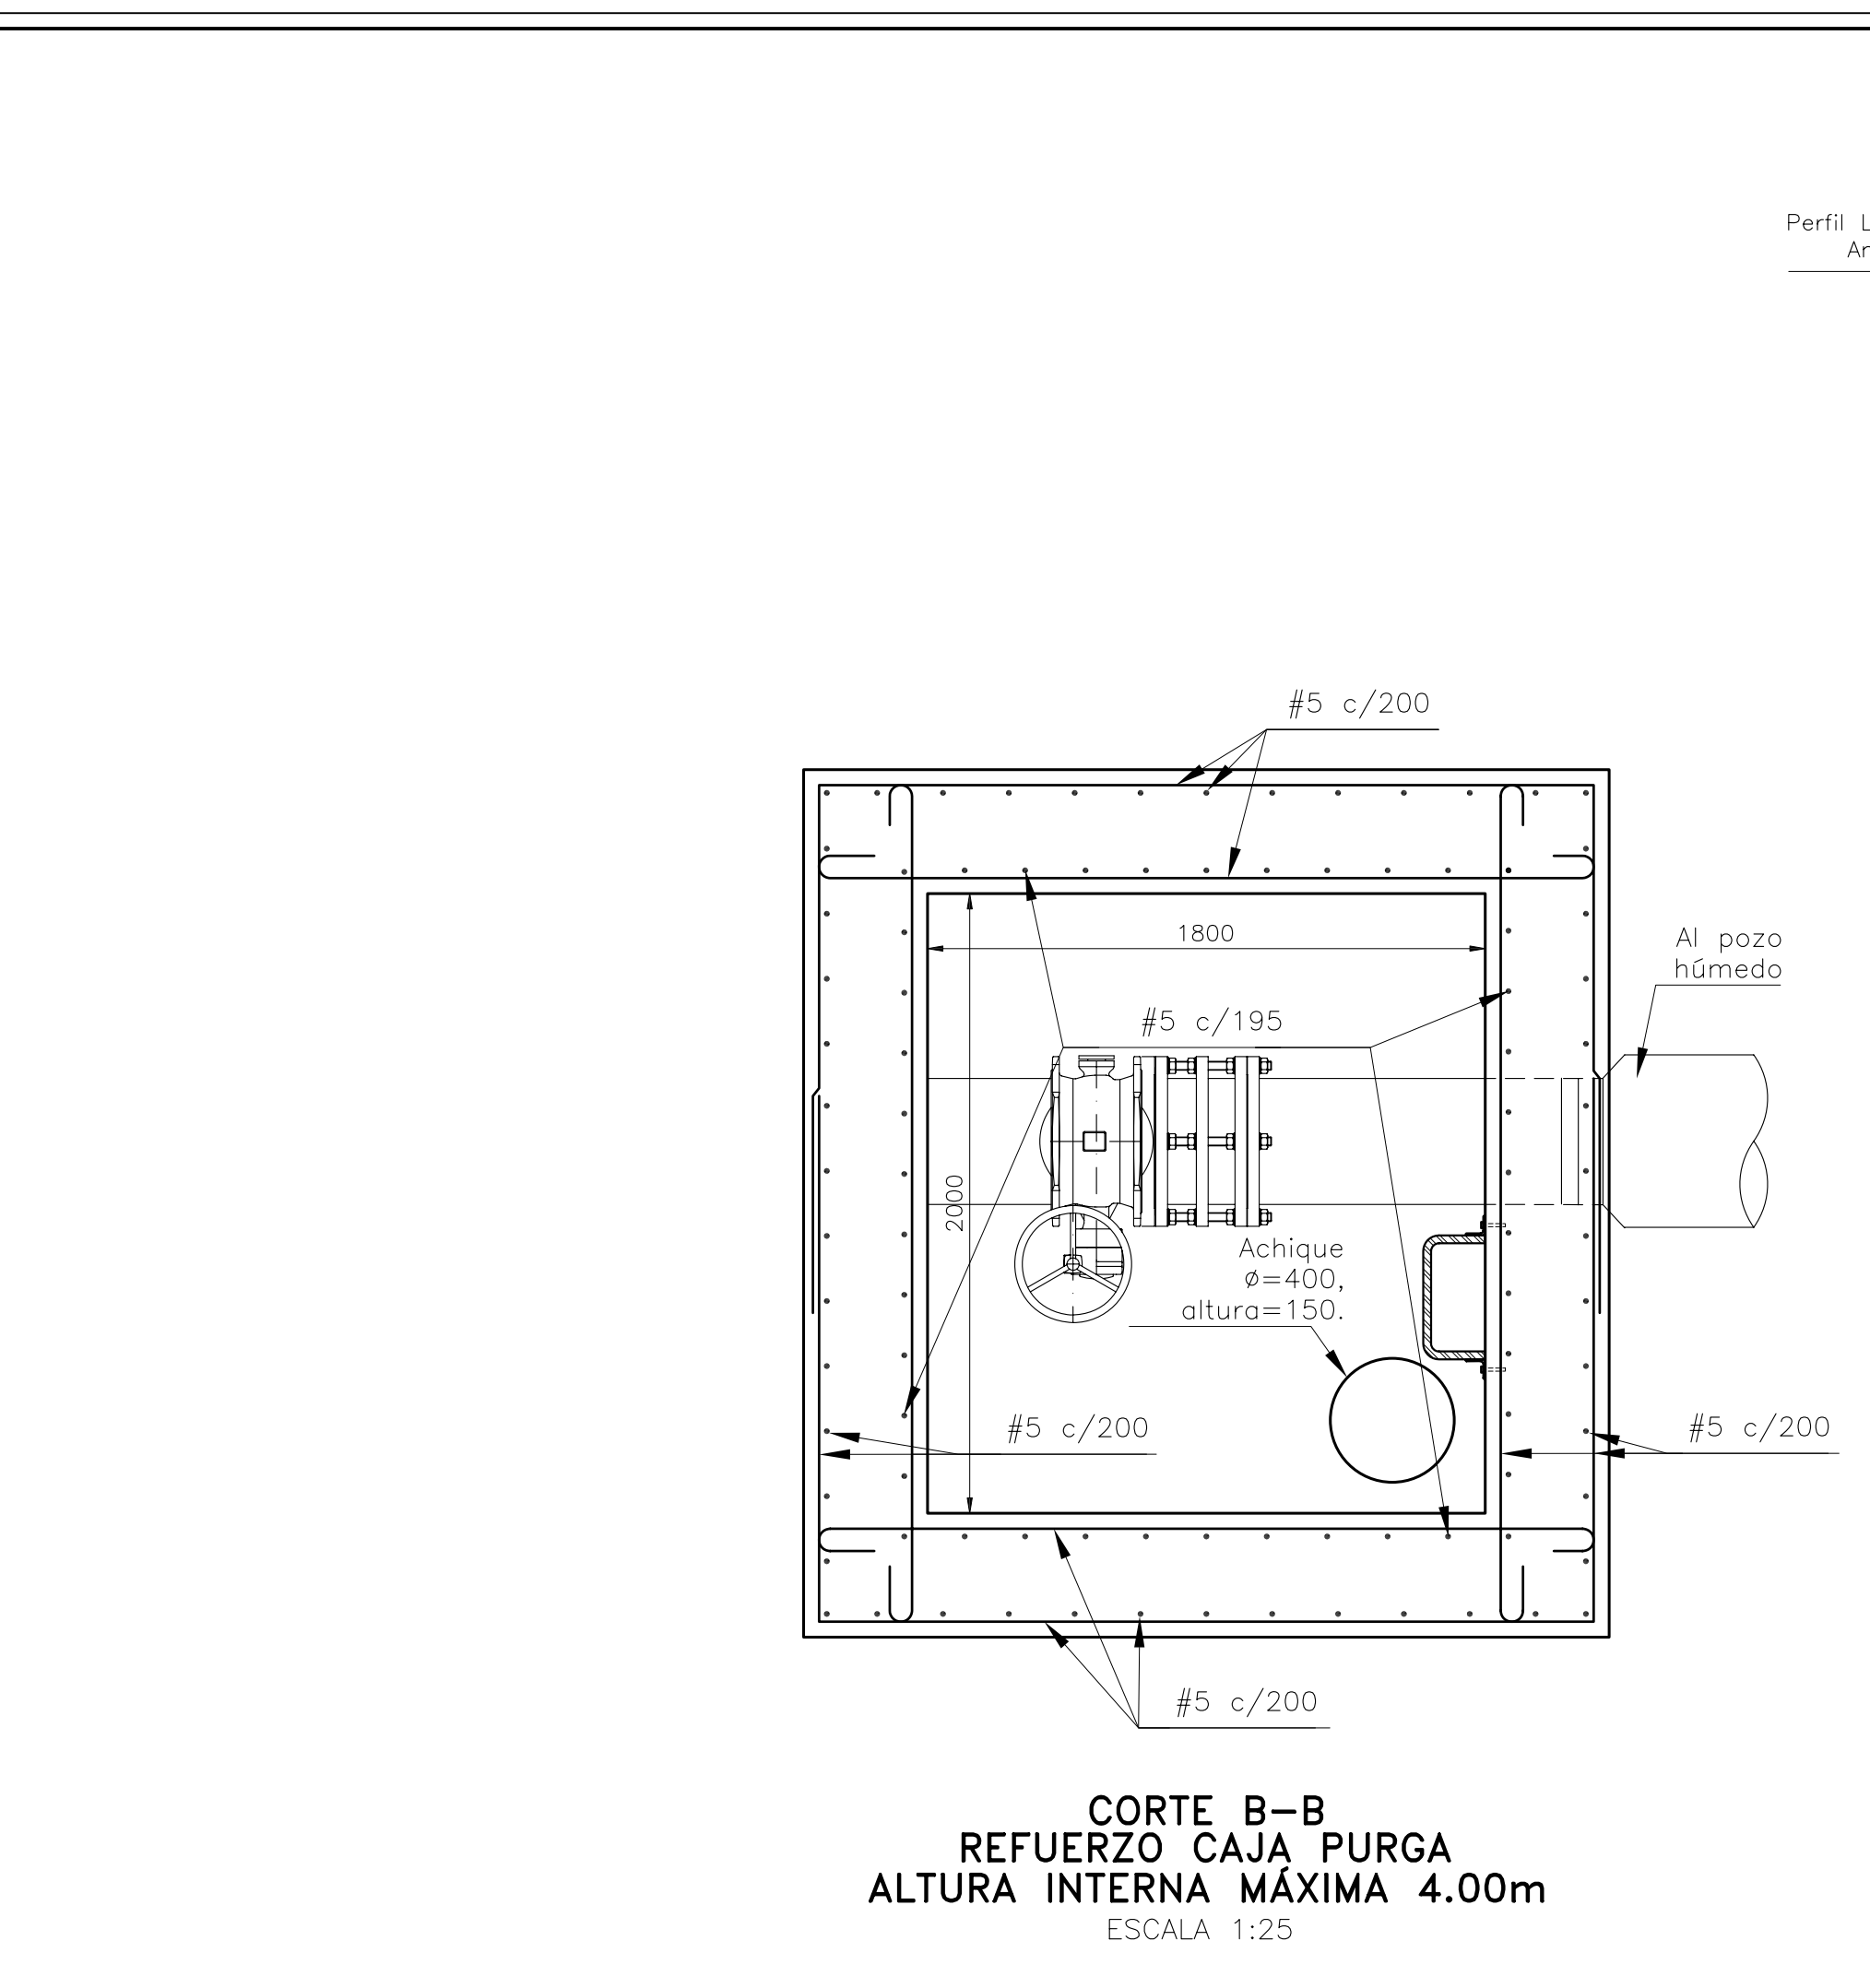 Perfil L
#5 c/200
1800
Al pozo
húmedo
#5 c/195
2000
Achique
ø=400,
altura=150.
#5 c/200
#5 c/200
#5 c/200
CORTE B-B
REFUERZO CAJA PURGA
ALTURA INTERNA MÁXIMA 4.00m
ESCALA 1:25